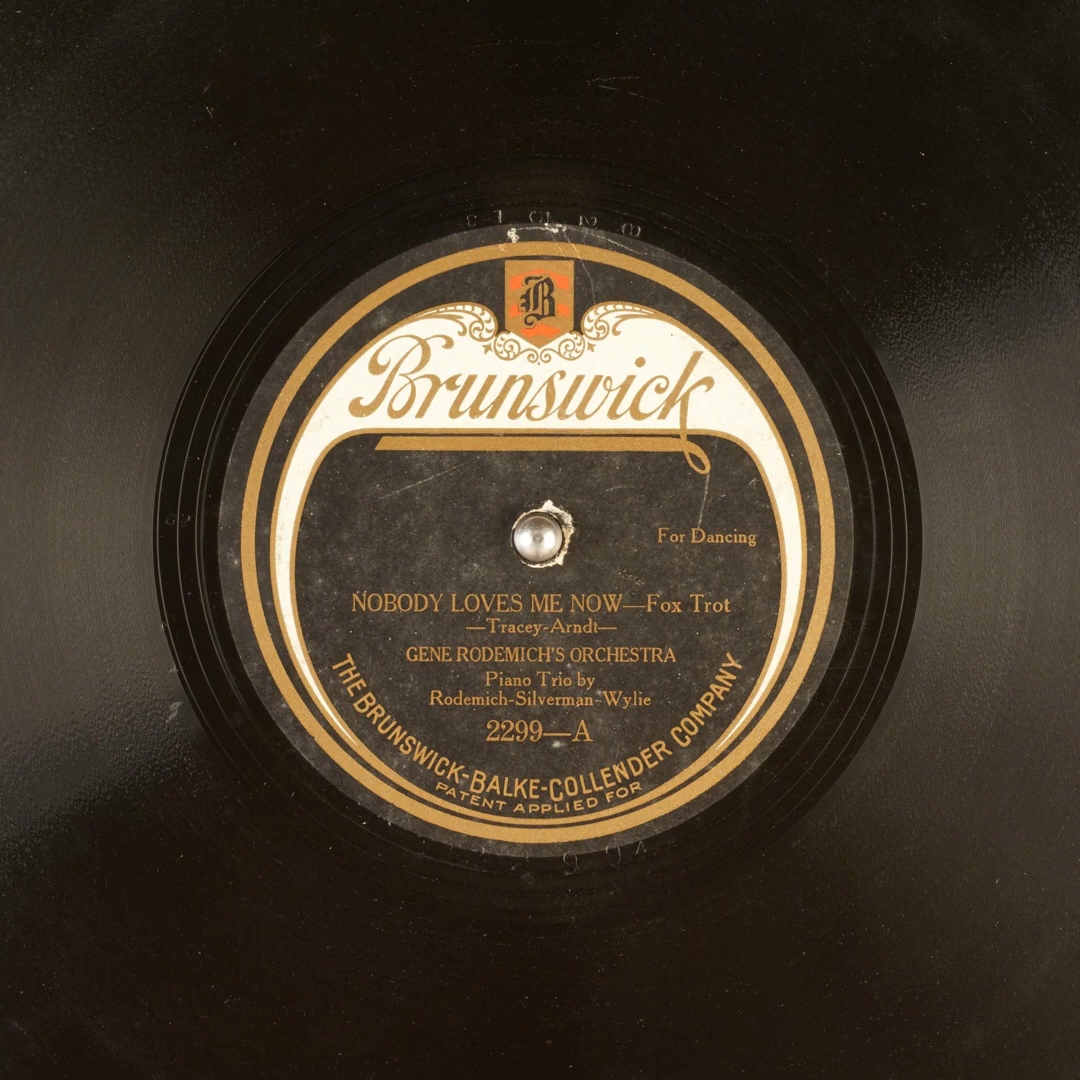 B
Brunswick
For Dancing
NOBODY LOVES ME NOW—Fox Trot
—Tracey-Arndt—
GENE RODEMICH'S ORCHESTRA
Piano Trio by
Rodemich-Silverman-Wylie
2299—A
THE BRUNSWICK-BALKE-COLLENDER COMPANY
PATENT APPLIED FOR